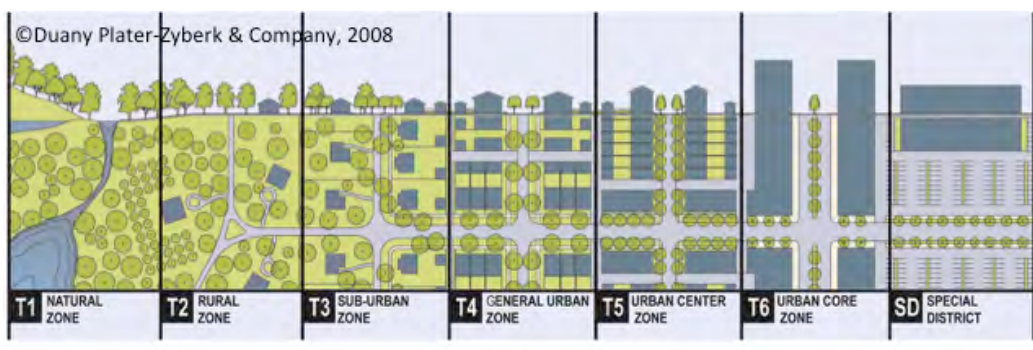 ©Duany Plater-Zyberk & Company, 2008
T1 NATURAL
ZONE
T2 RURAL
ZONE
T3 SUB-URBAN
ZONE
T4 GENERAL URBAN
ZONE
T5 URBAN CENTER
ZONE
T6 URBAN CORE
ZONE
SD SPECIAL
DISTRICT